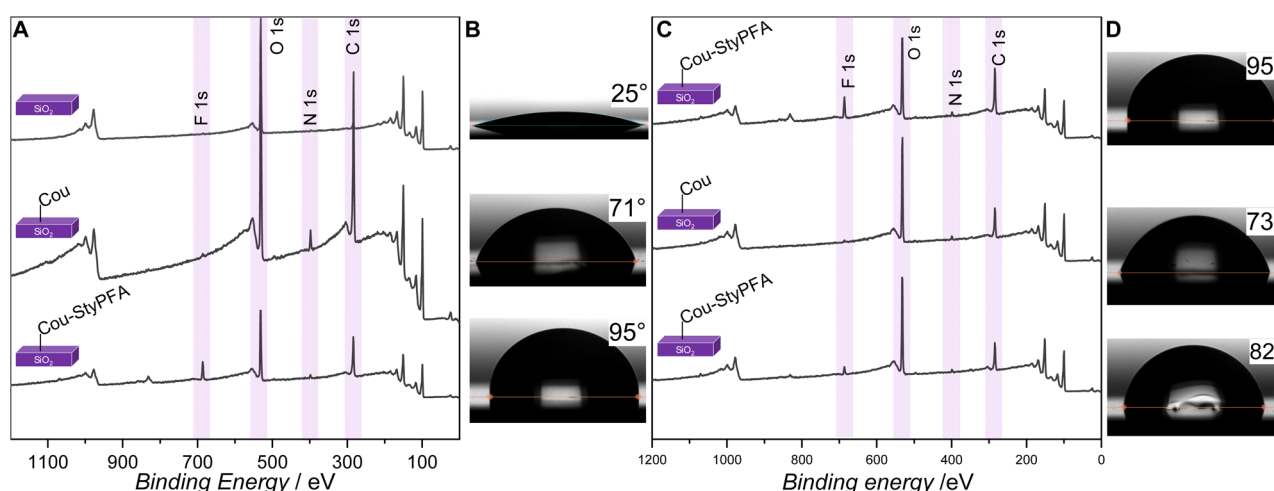 A
F 1s
O 1s
N 1s
C 1s
SiO2
Cou
SiO2
Cou-StyPFA
SiO2
1100
900
700
500
300
100
Binding Energy / eV
B
25°
71°
95°
C
Cou-StyPFA
F 1s
O 1s
N 1s
C 1s
SiO2
Cou
SiO2
Cou-StyPFA
SiO2
1200
1000
800
600
400
200
0
Binding energy /eV
D
95
73
82